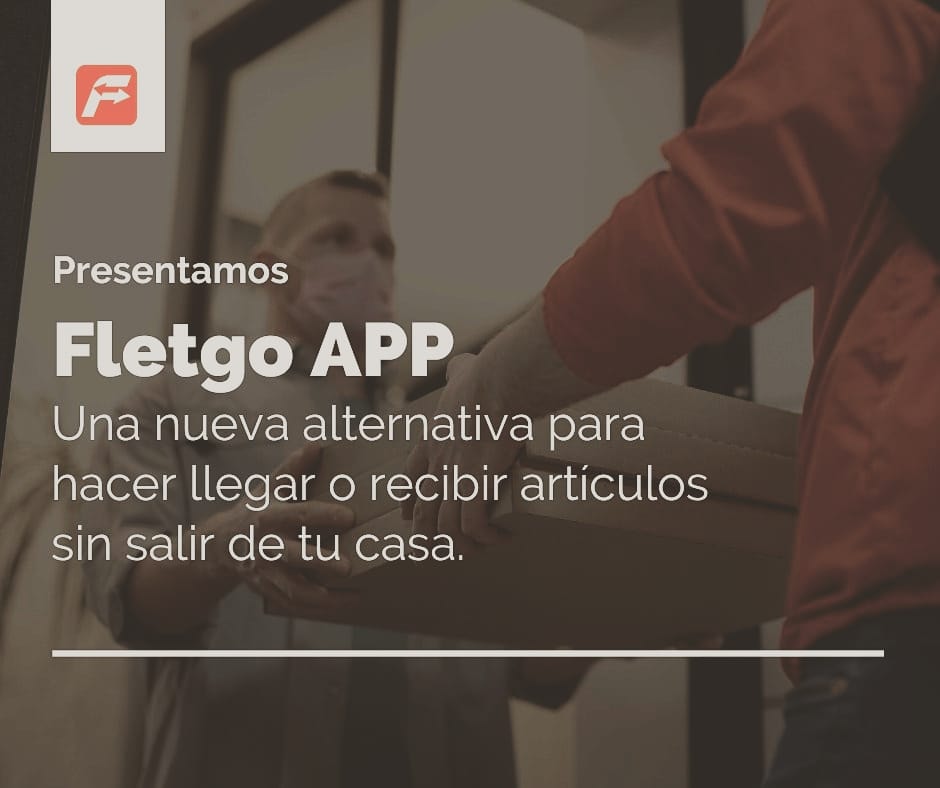 Presentamos
Fletgo APP
Una nueva alternativa para
hacer llegar o recibir artículos
sin salir de tu casa.